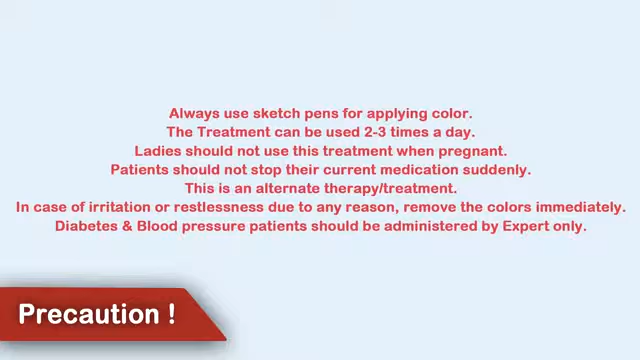 Always use sketch pens for applying color.
The Treatment can be used 2-3 times a day.
Ladies should not use this treatment when pregnant.
Patients should not stop their current medication suddenly.
This is an alternate therapy/treatment.
In case of irritation or restlessness due to any reason, remove the colors immediately.
Diabetes & Blood pressure patients should be administered by Expert only.
Precaution !